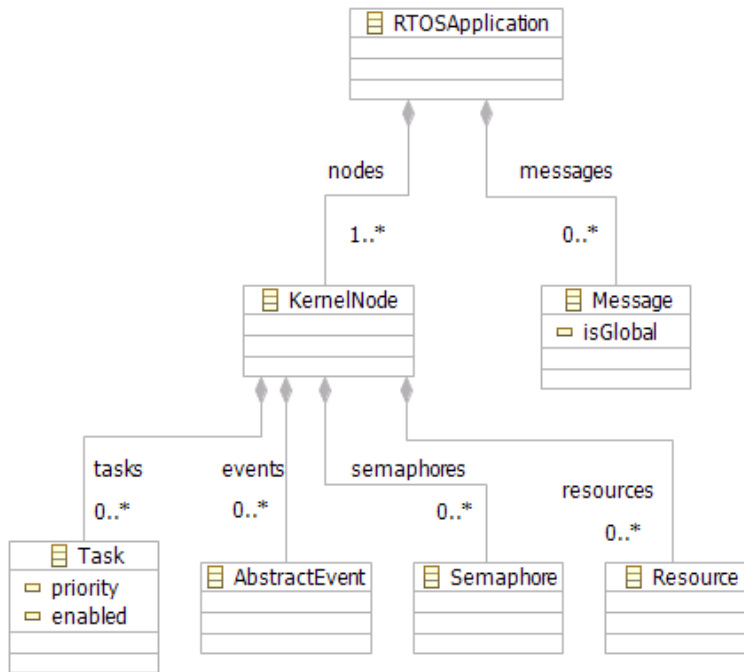 RTOSApplication
nodes
messages
1..*
0..*
KernelNode
Message
isGlobal
tasks
events
semaphores
resources
0..*
0..*
0..*
0..*
Task
priority
enabled
AbstractEvent
Semaphore
Resource